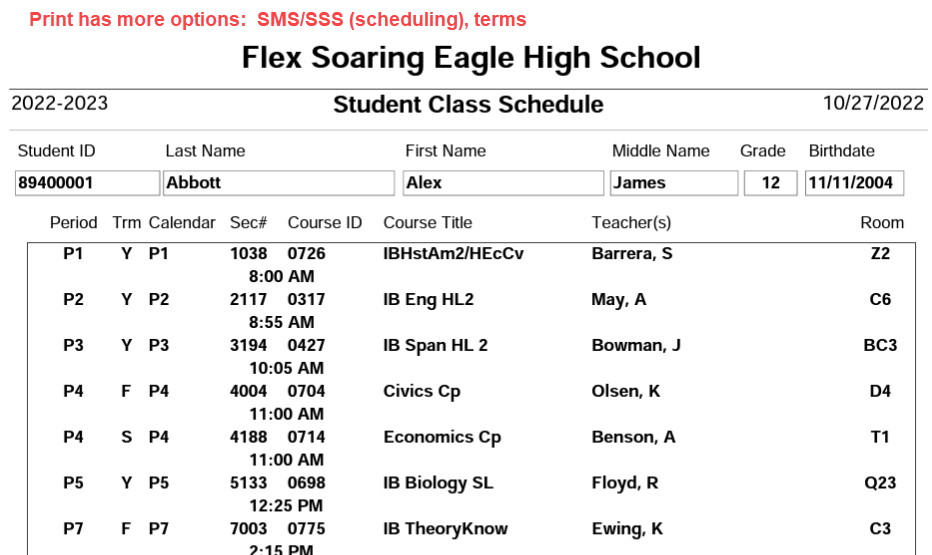 Print has more options:  SMS/SSS (scheduling), terms
Flex Soaring Eagle High School
2022-2023 Student Class Schedule 10/27/2022
Student ID Last Name First Name Middle Name Grade Birthdate
89400001 Abbott Alex James 12 11/11/2004
Period Trm Calendar Sec# Course ID Course Title Teacher(s) Room
P1 Y P1 1038 0726 IBHstAm2/HEcCv Barrera, S Z2
8:00 AM
P2 Y P2 2117 0317 IB Eng HL2 May, A C6
8:55 AM
P3 Y P3 3194 0427 IB Span HL 2 Bowman, J BC3
10:05 AM
P4 F P4 4004 0704 Civics Cp Olsen, K D4
11:00 AM
P4 S P4 4188 0714 Economics Cp Benson, A T1
11:00 AM
P5 Y P5 5133 0698 IB Biology SL Floyd, R Q23
12:25 PM
P7 F P7 7003 0775 IB TheoryKnow Ewing, K C3
2:15 PM